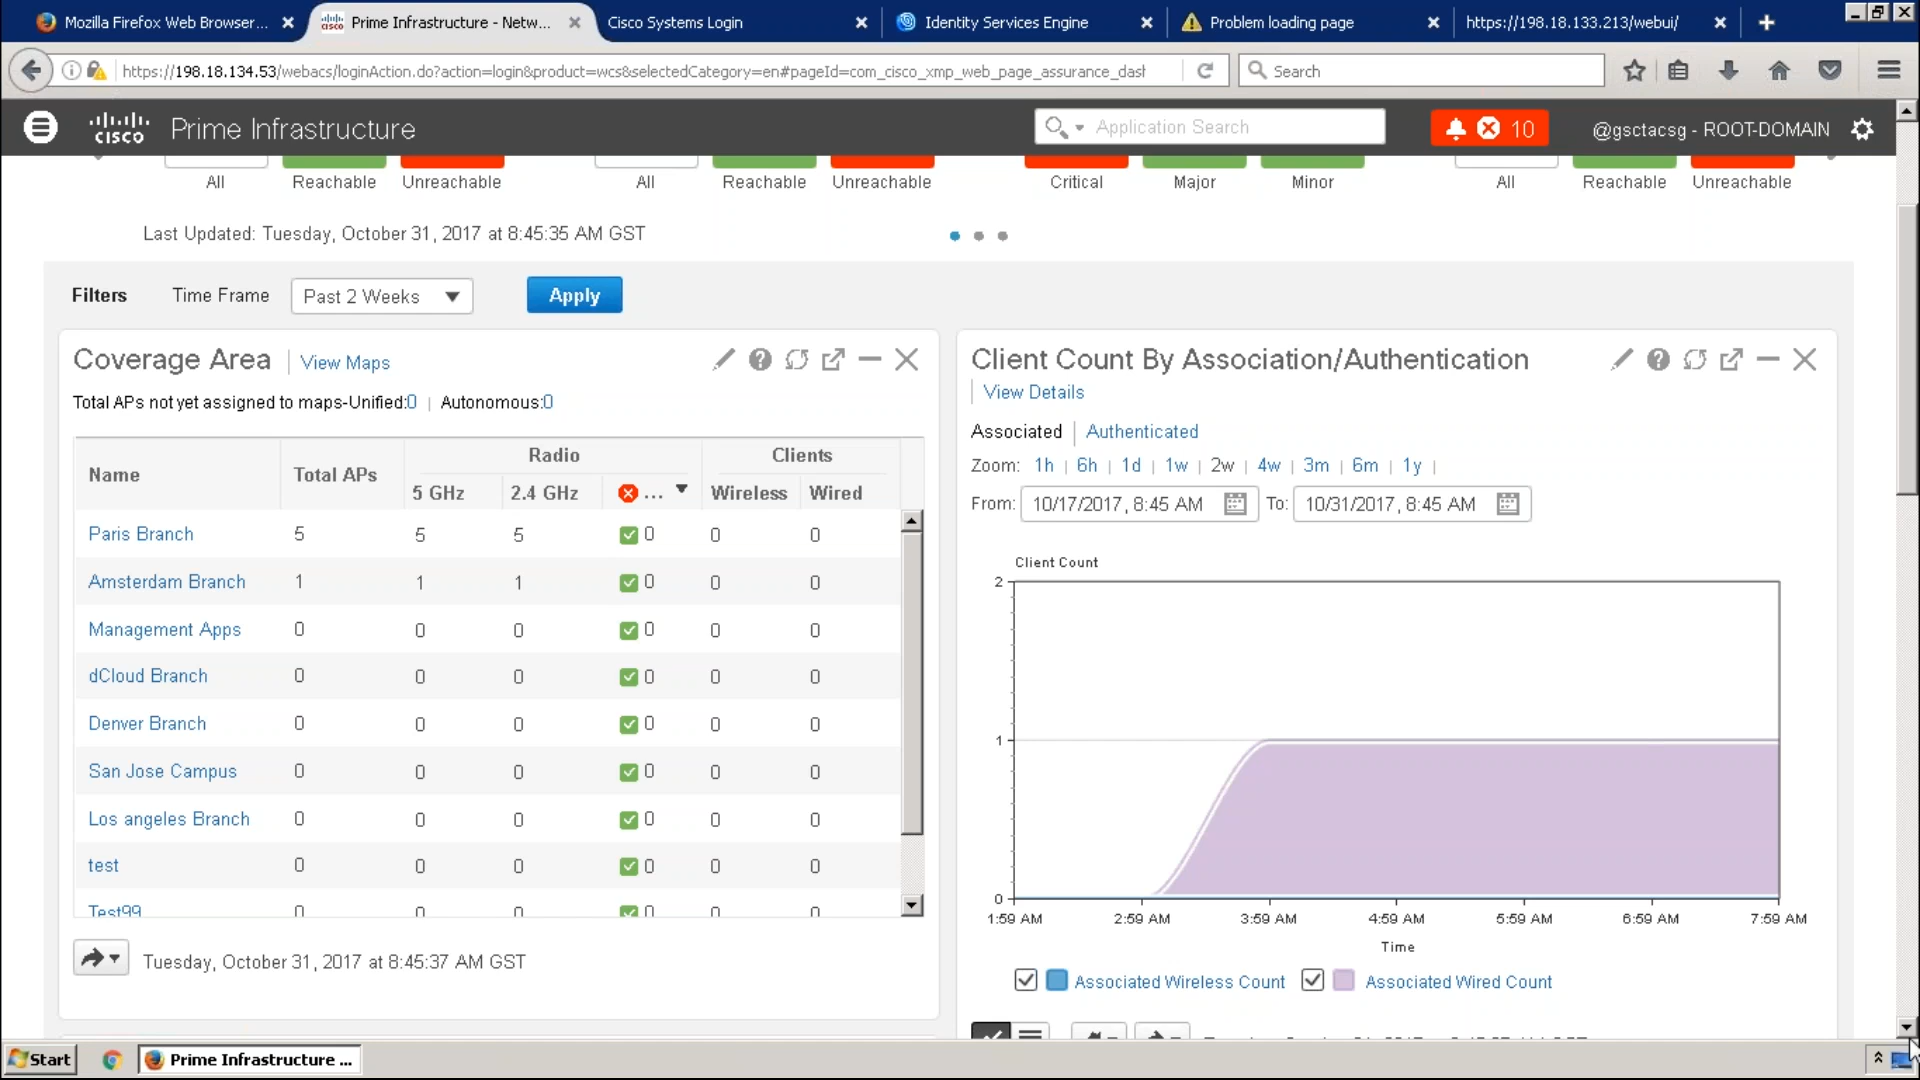 Mozilla Firefox Web Browser...
Prime Infrastructure - Netw...
Cisco Systems Login
Identity Services Engine
Problem loading page
https://198.18.133.213/webui/
https://198.18.134.53/webacs/loginAction.do?action=login&product=wcs&selectedCategory=en#pageId=com_cisco_xmp_web_page_assurance_dasl
Search
cisco Prime Infrastructure
Application Search
10
@gsctacsg - ROOT-DOMAIN
All Reachable Unreachable All Reachable Unreachable Critical Major Minor All Reachable Unreachable
Last Updated: Tuesday, October 31, 2017 at 8:45:35 AM GST
Filters Time Frame Past 2 Weeks Apply
Coverage Area | View Maps
Total APs not yet assigned to maps-Unified:0 | Autonomous:0
Radio Clients
Name Total APs
5 GHz 2.4 GHz ... Wireless Wired
Paris Branch 5 5 5 0 0 0
Amsterdam Branch 1 1 1 0 0 0
Management Apps 0 0 0 0 0 0
dCloud Branch 0 0 0 0 0 0
Denver Branch 0 0 0 0 0 0
San Jose Campus 0 0 0 0 0 0
Los angeles Branch 0 0 0 0 0 0
test 0 0 0 0 0 0
Test99 0 0 0 0 0 0
Tuesday, October 31, 2017 at 8:45:37 AM GST
Client Count By Association/Authentication
View Details
Associated | Authenticated
Zoom: 1h | 6h | 1d | 1w | 2w | 4w | 3m | 6m | 1y |
From: 10/17/2017, 8:45 AM To: 10/31/2017, 8:45 AM
Client Count
2
1
0
1:59 AM 2:59 AM 3:59 AM 4:59 AM 5:59 AM 6:59 AM 7:59 AM
Time
Associated Wireless Count Associated Wired Count
Start
Prime Infrastructure ...